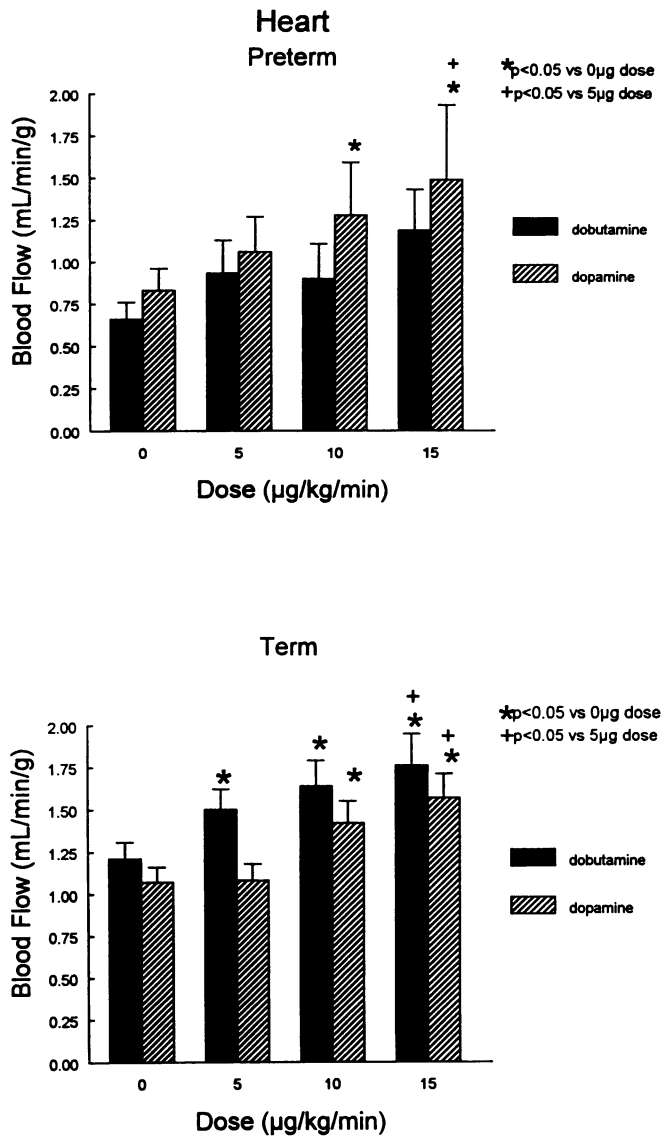 Heart
Preterm
+
*
*
*p<0.05 vs 0µg dose
+p<0.05 vs 5µg dose
Blood Flow (mL/min/g)
2.00
1.75
1.50
1.25
1.00
0.75
0.50
0.25
0.00
dobutamine
dopamine
0 5 10 15
Dose (µg/kg/min)
Term
+
*
+
*
*
*
*
*p<0.05 vs 0µg dose
+p<0.05 vs 5µg dose
Blood Flow (mL/min/g)
2.00
1.75
1.50
1.25
1.00
0.75
0.50
0.25
0.00
dobutamine
dopamine
0 5 10 15
Dose (µg/kg/min)